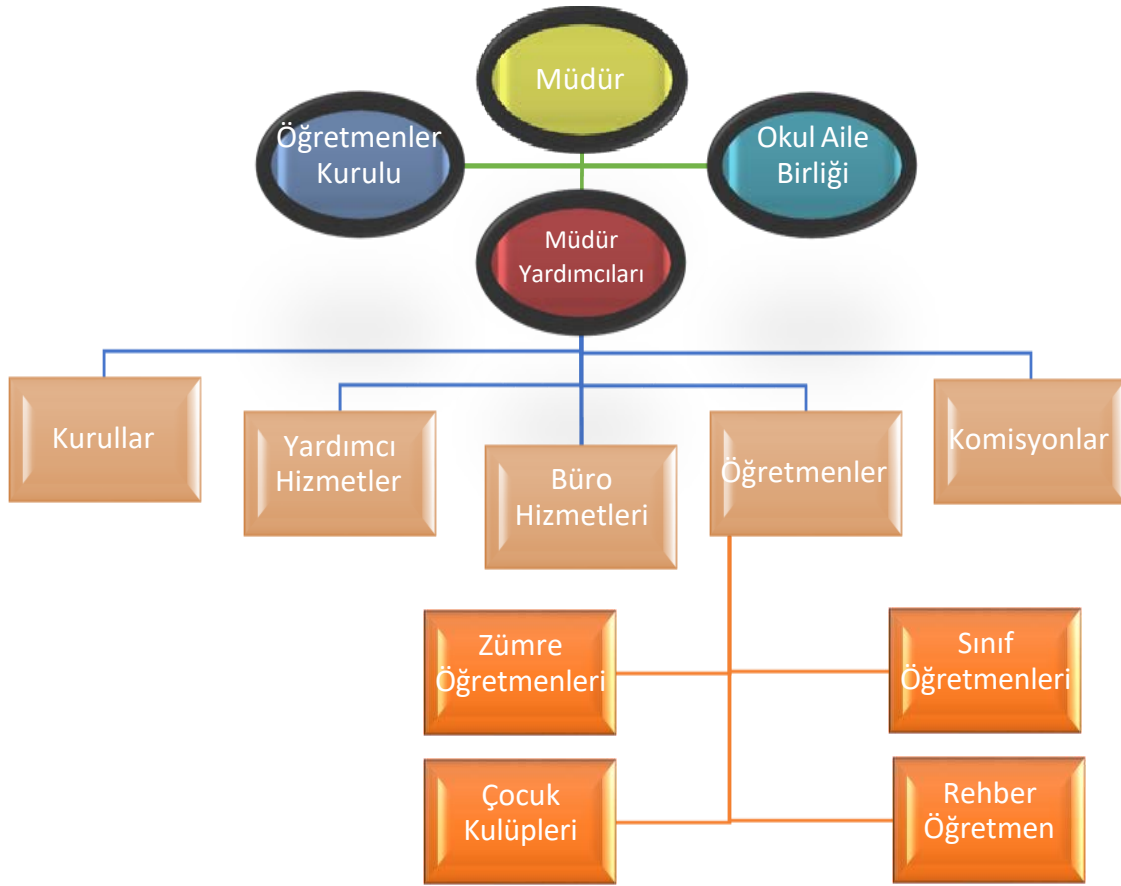 Müdür
Öğretmenler
Kurulu
Okul Aile
Birliği
Müdür
Yardımcıları
Kurullar
Yardımcı
Hizmetler
Büro
Hizmetleri
Öğretmenler
Komisyonlar
Zümre
Öğretmenleri
Sınıf
Öğretmenleri
Çocuk
Kulüpleri
Rehber
Öğretmen